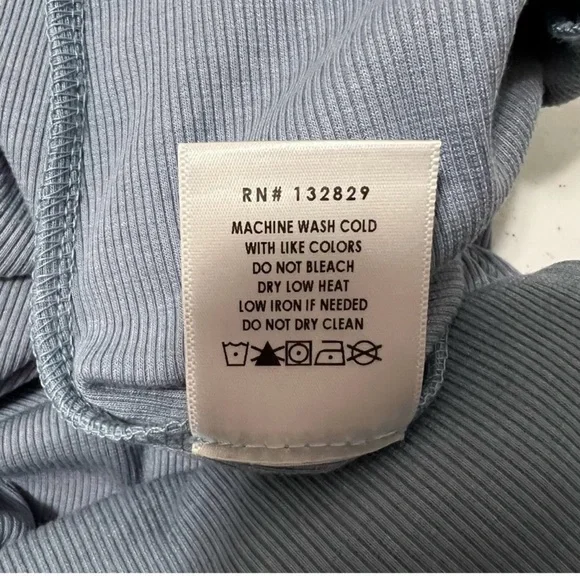 RN# 132829
MACHINE WASH COLD
WITH LIKE COLORS
DO NOT BLEACH
DRY LOW HEAT
LOW IRON IF NEEDED
DO NOT DRY CLEAN